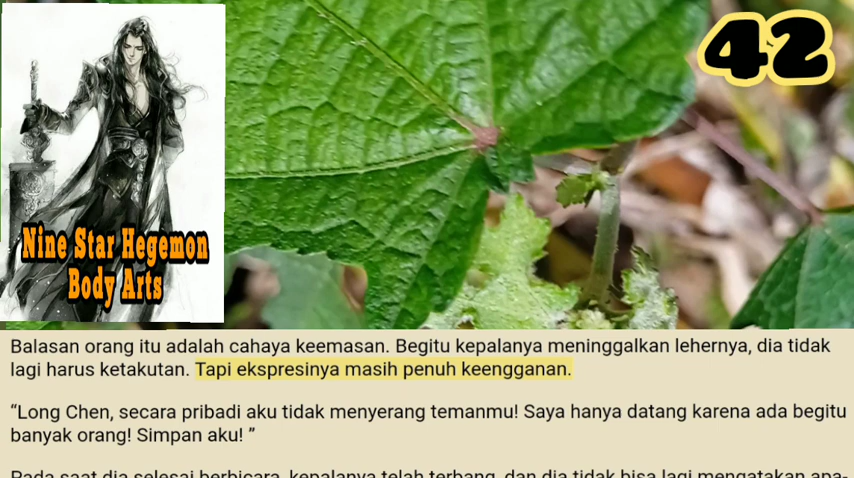 42
Nine Star Hegemon
Body Arts
Balasan orang itu adalah cahaya keemasan. Begitu kepalanya meninggalkan lehernya, dia tidak
lagi harus ketakutan. Tapi ekspresinya masih penuh keengganan.
“Long Chen, secara pribadi aku tidak menyerang temanmu! Saya hanya datang karena ada begitu
banyak orang! Simpan aku! ”
Pada saat dia selesai berbicara, kepalanya telah terbang, dan dia tidak bisa lagi mengatakan apa-